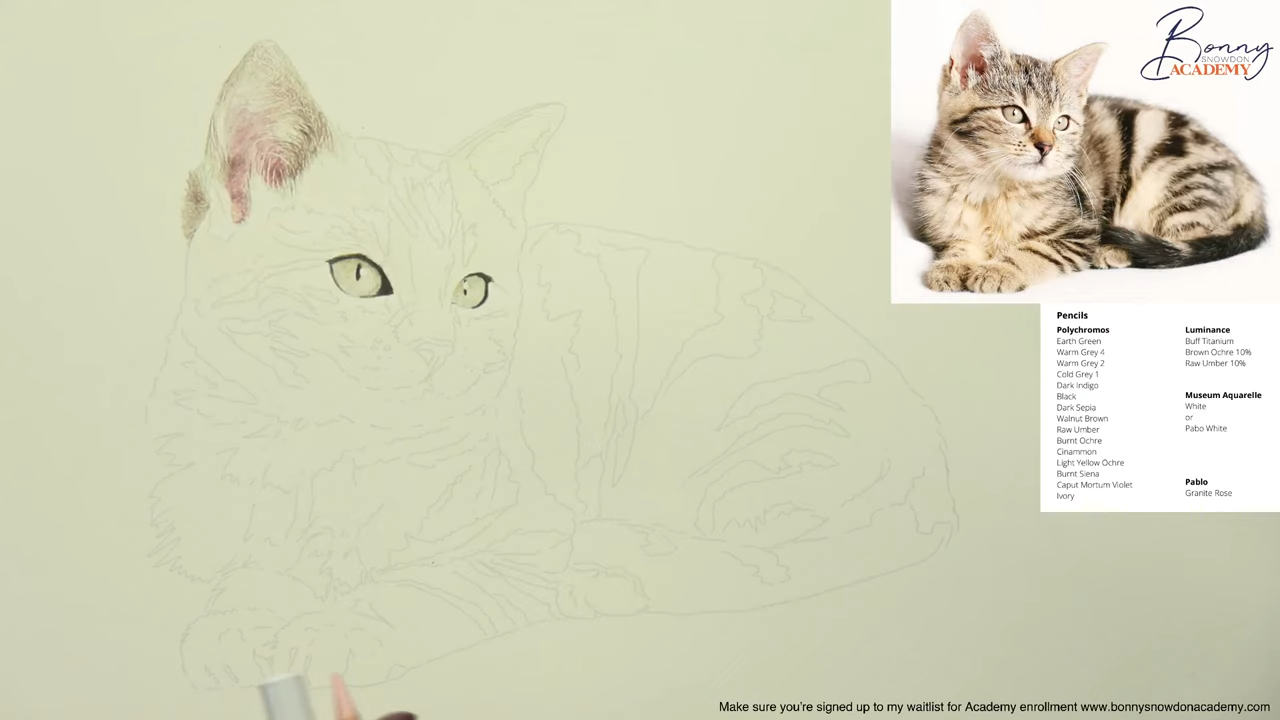 Bonny
SNOWDON
ACADEMY
Pencils
Polychromos
Earth Green
Warm Grey 4
Warm Grey 2
Cold Grey 1
Dark Indigo
Black
Dark Sepia
Walnut Brown
Raw Umber
Burnt Ochre
Cinammon
Light Yellow Ochre
Burnt Siena
Caput Mortum Violet
Ivory
Luminance
Buff Titanium
Brown Ochre 10%
Raw Umber 10%
Museum Aquarelle
White
or
Pabo White
Pablo
Granite Rose
Make sure you're signed up to my waitlist for Academy enrollment www.bonnysnowdonacademy.com